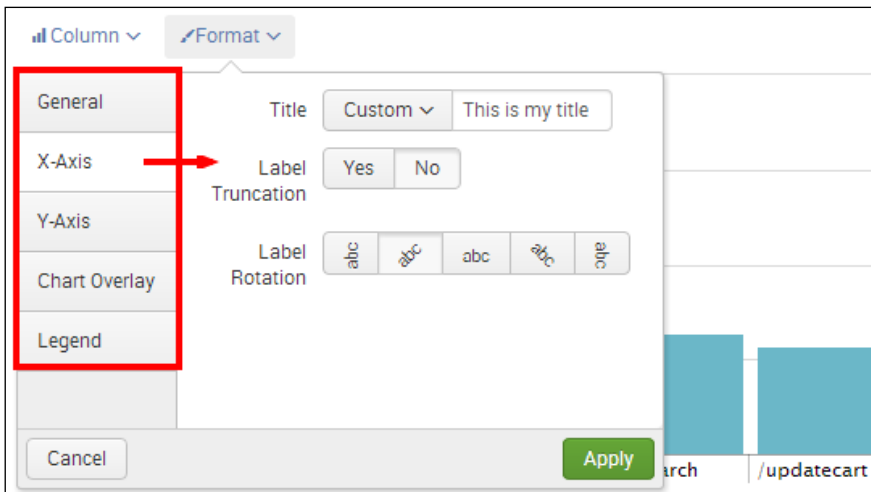 Column Format
General
X-Axis
Y-Axis
Chart Overlay
Legend
Title Custom This is my title
Label Truncation Yes No
Label Rotation abc abc abc abc abc
Cancel Apply
arch /updatecart